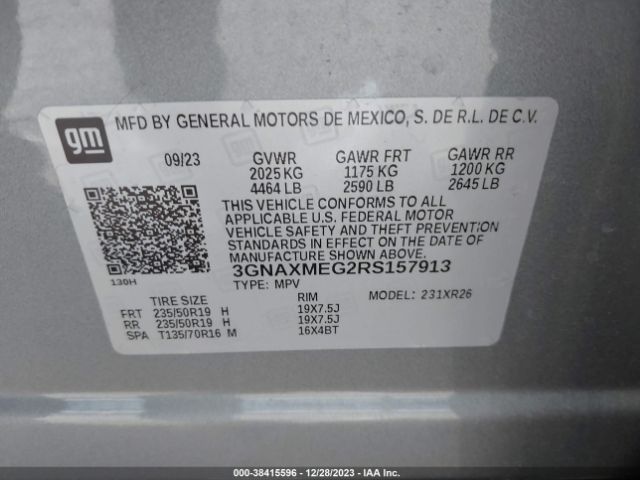 gm
MFD BY GENERAL MOTORS DE MEXICO, S. DE R.L. DE C.V.
09/23 GVWR GAWR FRT GAWR RR
2025 KG 1175 KG 1200 KG
4464 LB 2590 LB 2645 LB
THIS VEHICLE CONFORMS TO ALL
APPLICABLE U.S. FEDERAL MOTOR
VEHICLE SAFETY AND THEFT PREVENTION
STANDARDS IN EFFECT ON THE DATE OF
MANUFACTURE SHOWN ABOVE.
130H
3GNAXMEG2RS157913
TYPE: MPV MODEL: 231XR26
TIRE SIZE RIM
FRT 235/50R19 H 19X7.5J
RR 235/50R19 H 19X7.5J
SPA T135/70R16 M 16X4BT
000-38415596 - 12/28/2023 - IAA Inc.